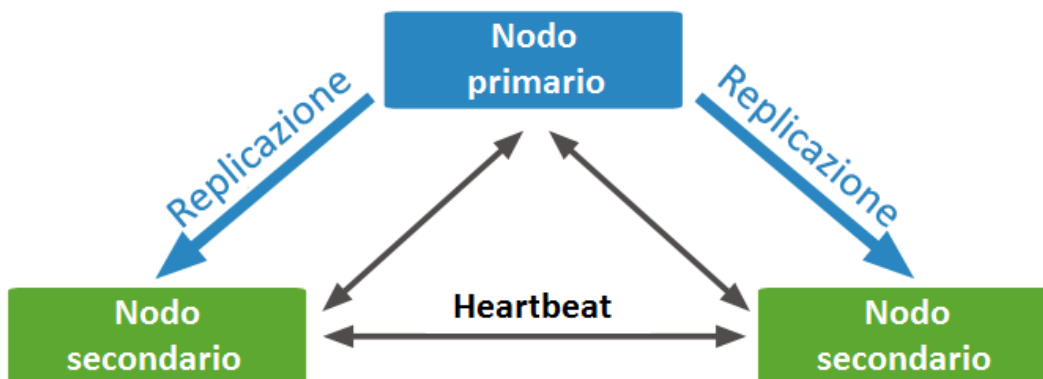 Nodo
primario
Replicazione
Replicazione
Heartbeat
Nodo
secondario
Nodo
secondario